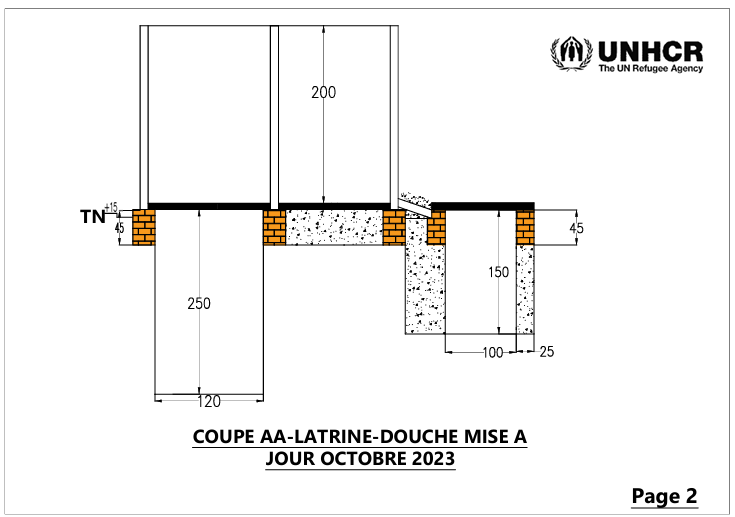 UNHCR
The UN Refugee Agency
200
TN
+15
45
45
250
150
100
25
120
COUPE AA-LATRINE-DOUCHE MISE A
JOUR OCTOBRE 2023
Page 2